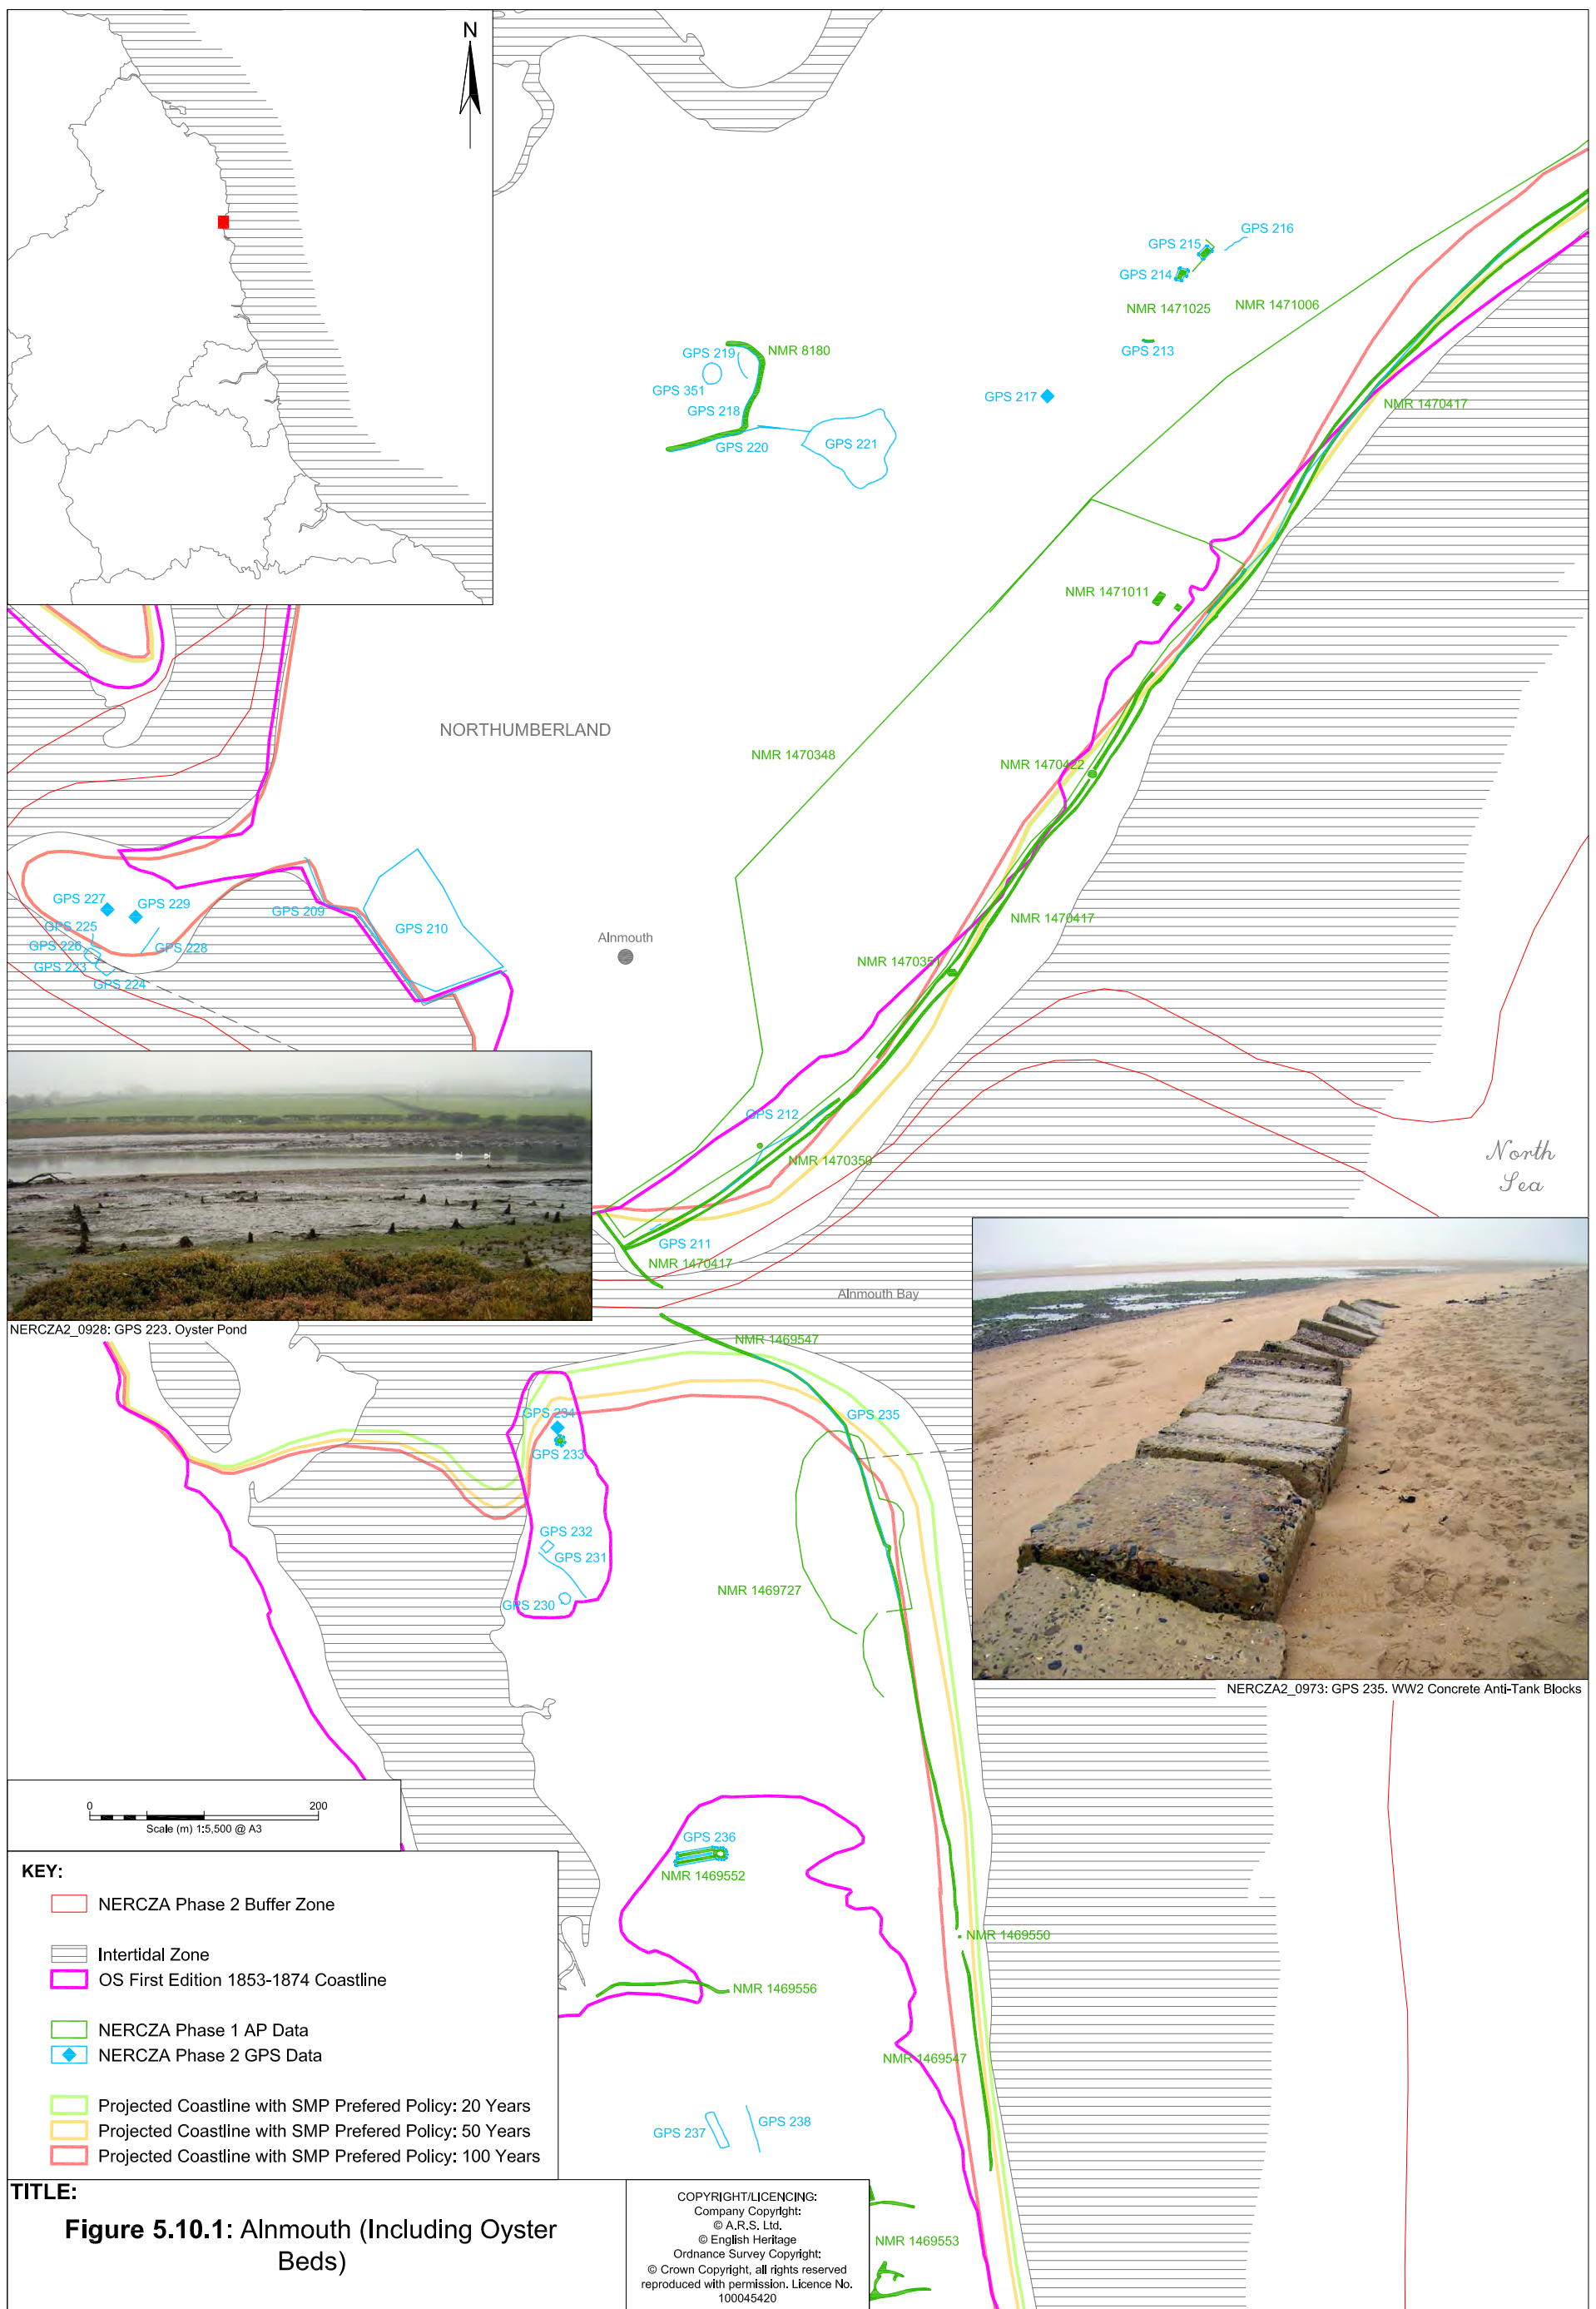 N
GPS 216
GPS 215
GPS 214
NMR 1471025
NMR 1471006
GPS 213
GPS 219
NMR 8180
GPS 351
GPS 217
GPS 218
NMR 1470417
GPS 220
GPS 221
NMR 1471011
NORTHUMBERLAND
NMR 1470348
NMR 1470422
GPS 227
GPS 229
GPS 209
GPS 210
GPS 225
GPS 226
GPS 228
GPS 223
GPS 224
Alnmouth
NMR 1470417
NMR 1470351
GPS 212
NMR 1470350
North
Sea
GPS 211
NMR 1470417
Alnmouth Bay
NERCZA2_0928: GPS 223. Oyster Pond
NMR 1469547
GPS 234
GPS 235
GPS 233
GPS 232
GPS 231
GPS 230
NMR 1469727
NERCZA2_0973: GPS 235. WW2 Concrete Anti-Tank Blocks
0 200
Scale (m) 1:5,500 @ A3
GPS 236
NMR 1469552
NMR 1469550
NMR 1469556
NMR 1469547
GPS 237
GPS 238
NMR 1469553
KEY:
NERCZA Phase 2 Buffer Zone
Intertidal Zone
OS First Edition 1853-1874 Coastline
NERCZA Phase 1 AP Data
NERCZA Phase 2 GPS Data
Projected Coastline with SMP Prefered Policy: 20 Years
Projected Coastline with SMP Prefered Policy: 50 Years
Projected Coastline with SMP Prefered Policy: 100 Years
TITLE:
Figure 5.10.1: Alnmouth (Including Oyster
Beds)
COPYRIGHT/LICENCING:
Company Copyright:
© A.R.S. Ltd.
© English Heritage
Ordnance Survey Copyright:
© Crown Copyright, all rights reserved
reproduced with permission. Licence No.
100045420